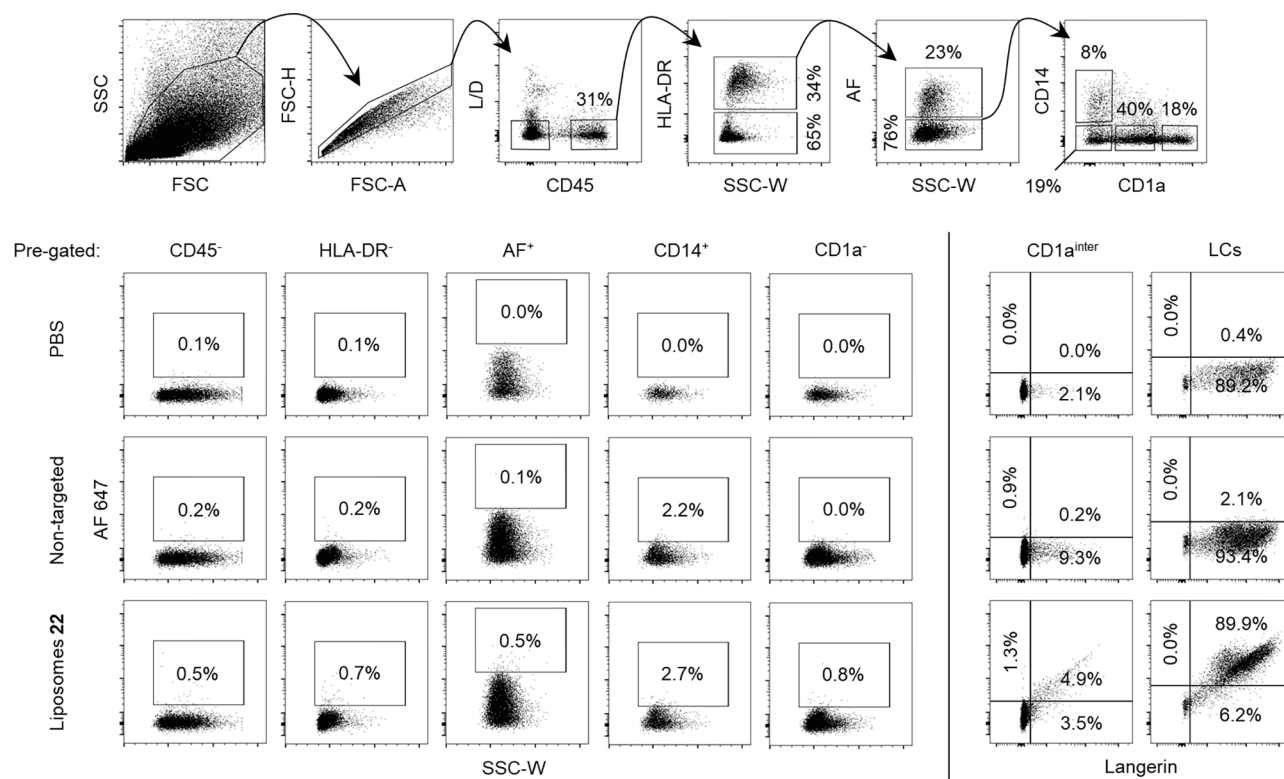 SSC
FSC
FSC-H
FSC-A
L/D
31%
CD45
HLA-DR
34%
65%
SSC-W
AF
23%
76%
SSC-W
CD14
8%
40%
18%
19%
CD1a
Pre-gated:
CD45-
HLA-DR-
AF+
CD14+
CD1a-
CD1a inter
LCs
PBS
0.1%
0.1%
0.0%
0.0%
0.0%
0.0%
0.0%
2.1%
0.0%
0.4%
89.2%
Non-targeted
AF 647
0.2%
0.2%
0.1%
2.2%
0.0%
0.9%
0.2%
9.3%
0.0%
2.1%
93.4%
Liposomes 22
0.5%
0.7%
0.5%
2.7%
0.8%
1.3%
4.9%
3.5%
0.0%
89.9%
6.2%
SSC-W
Langerin